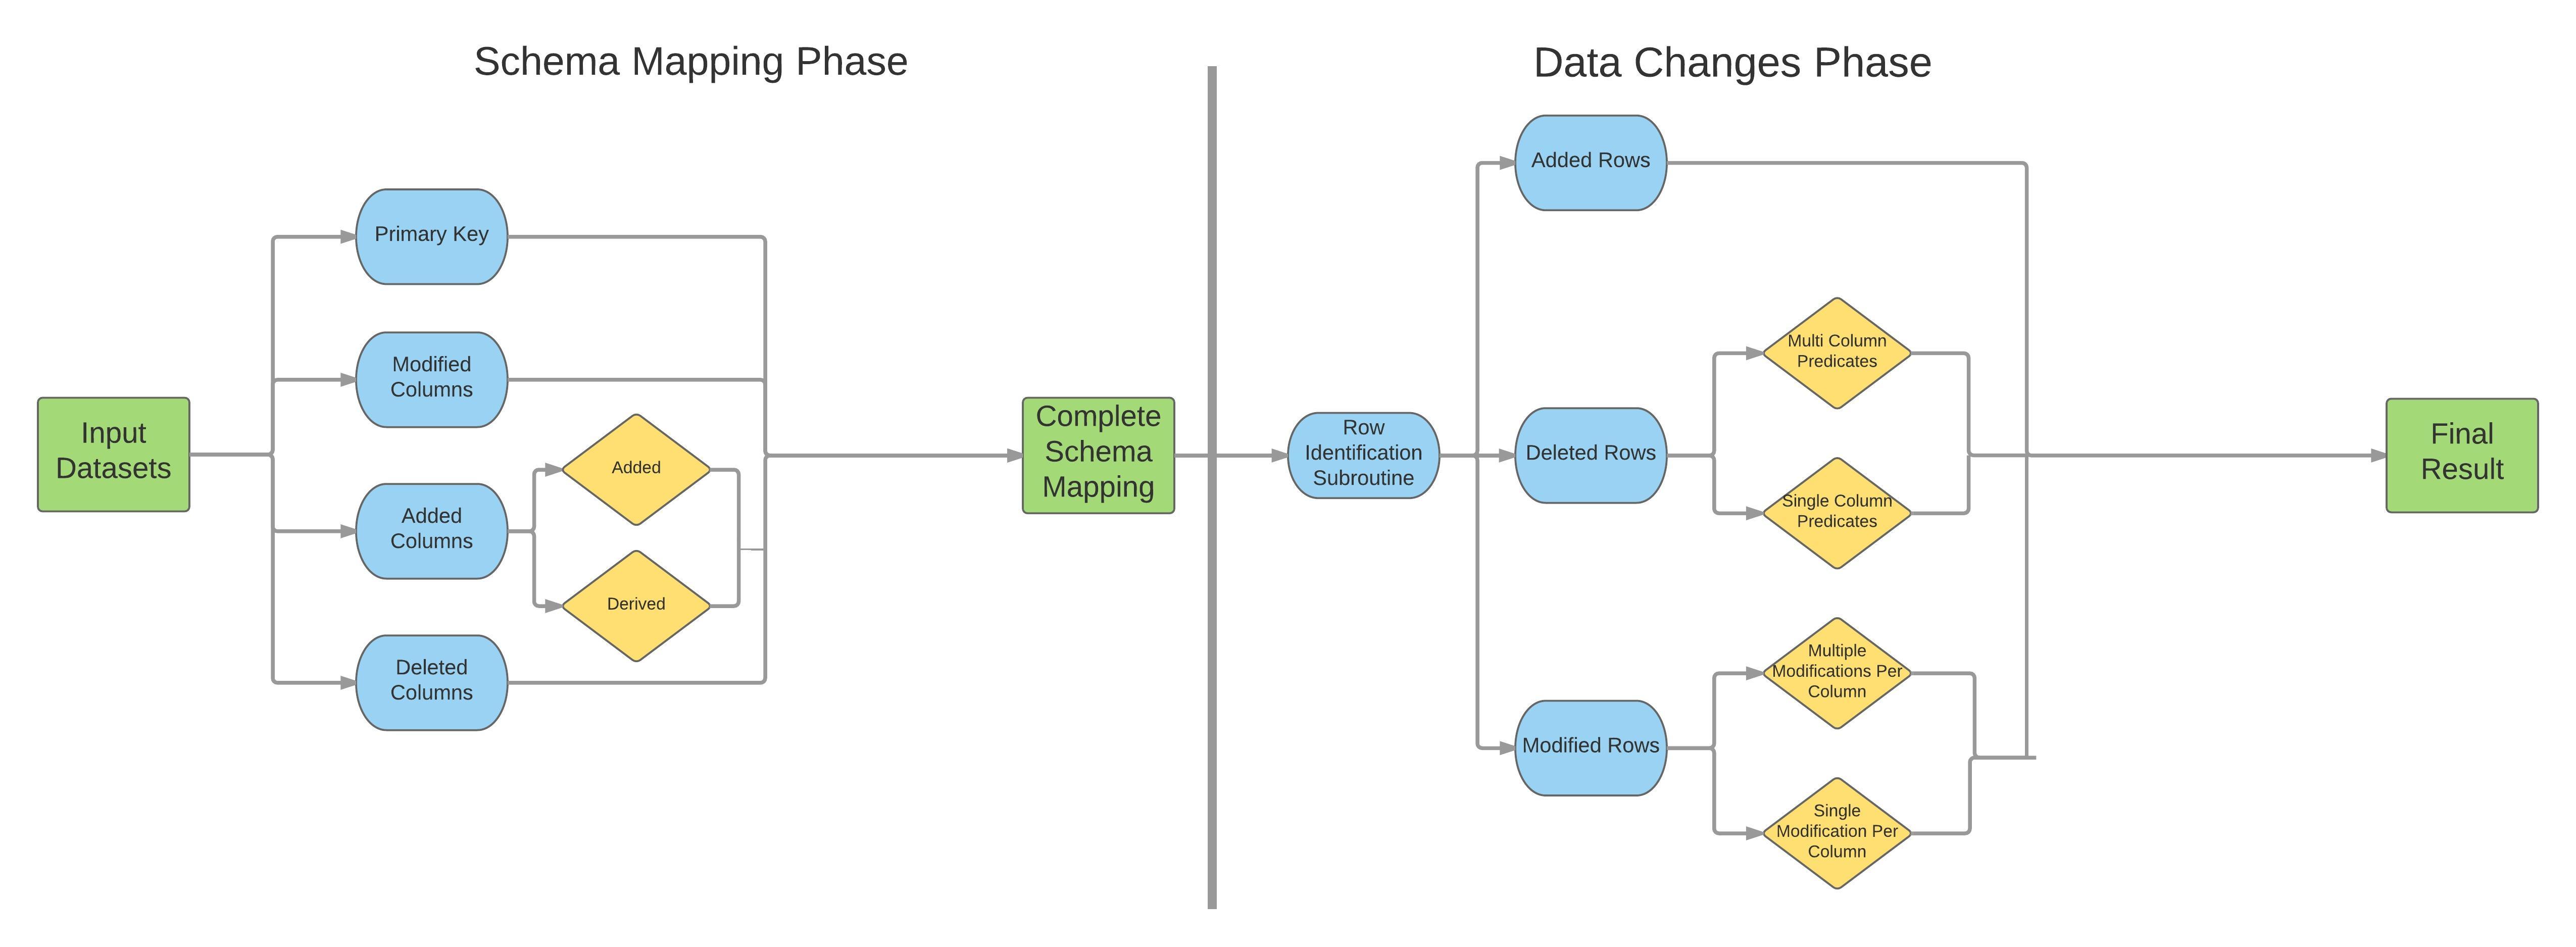 Schema Mapping Phase
Data Changes Phase
Input
Datasets
Primary Key
Modified
Columns
Added
Columns
Deleted
Columns
Added
Derived
Complete
Schema
Mapping
Row
Identification
Subroutine
Added Rows
Deleted Rows
Modified Rows
Multi Column
Predicates
Single Column
Predicates
Multiple
Modifications Per
Column
Single
Modification Per
Column
Final
Result